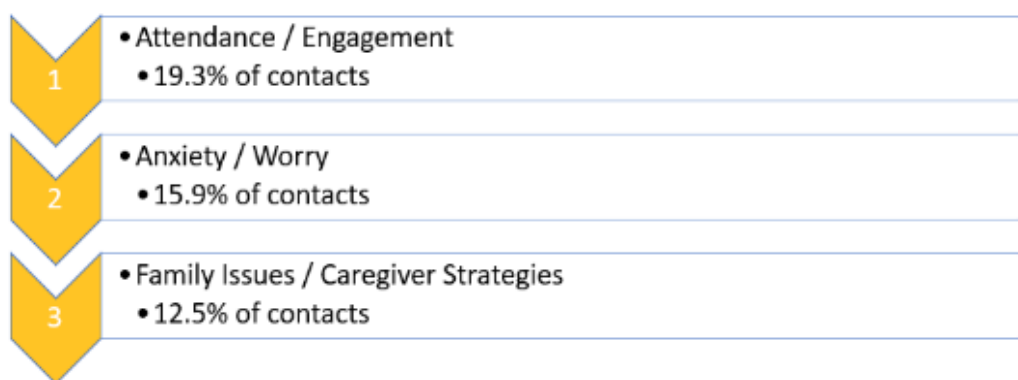 1
• Attendance / Engagement
• 19.3% of contacts
2
• Anxiety / Worry
• 15.9% of contacts
3
• Family Issues / Caregiver Strategies
• 12.5% of contacts